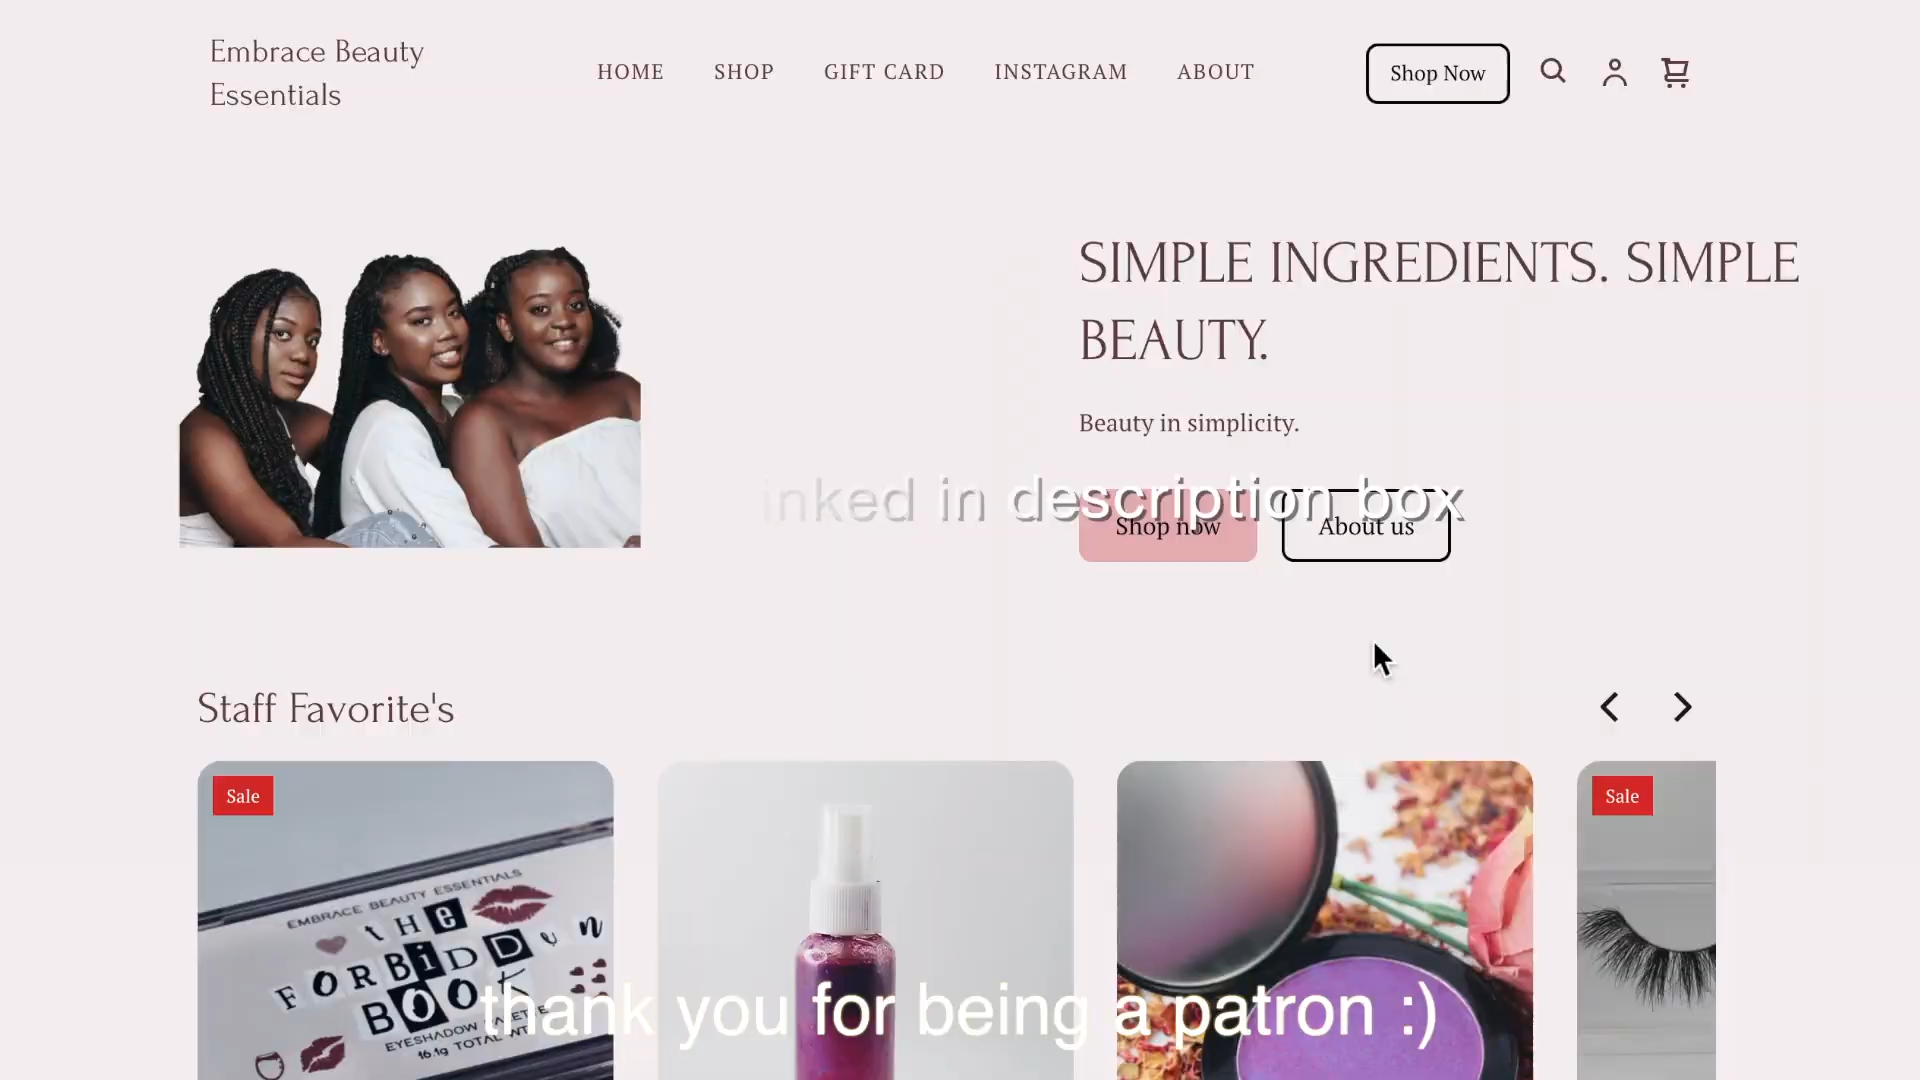 Embrace Beauty
Essentials
HOME SHOP GIFT CARD INSTAGRAM ABOUT
Shop Now
SIMPLE INGREDIENTS. SIMPLE
BEAUTY.
Beauty in simplicity.
inked in description box
Shop now About us
Staff Favorite's
Sale
Sale
EMBRACE BEAUTY ESSENTIALS
tHe
FORBiDDen
BOOK
EYESHADOW PALETTE
16.1g TOTAL WT
thank you for being a patron :)